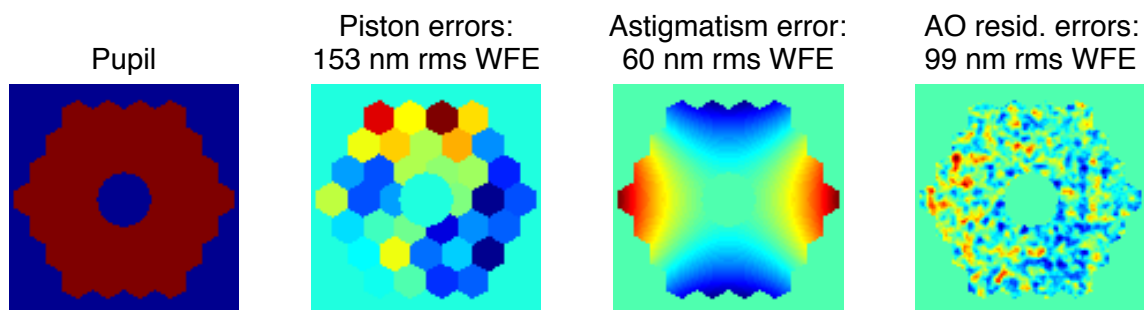 Pupil
Piston errors:
153 nm rms WFE
Astigmatism error:
60 nm rms WFE
AO resid. errors:
99 nm rms WFE